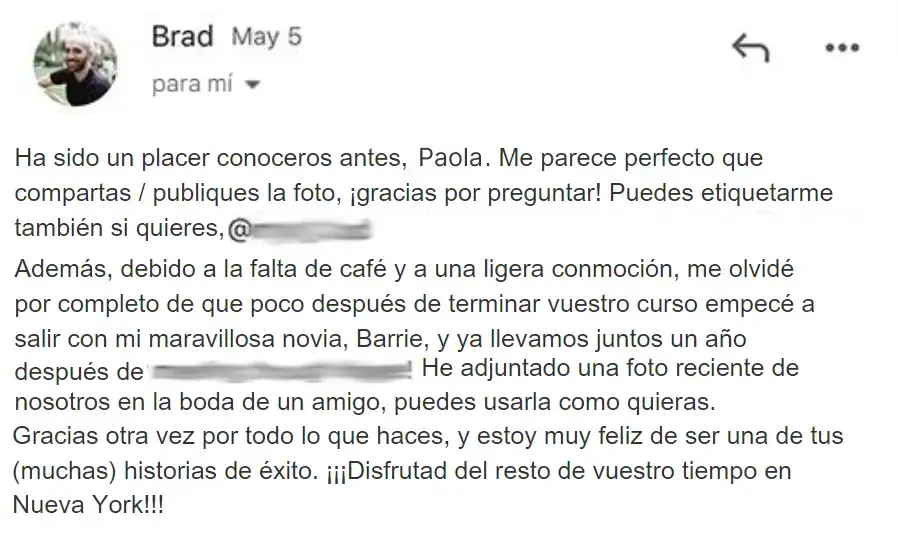 Brad May 5
para mí
Ha sido un placer conoceros antes, Paola. Me parece perfecto que
compartas / publiques la foto, ¡gracias por preguntar! Puedes etiquetarme
también si quieres,@
Además, debido a la falta de café y a una ligera conmoción, me olvidé
por completo de que poco después de terminar vuestro curso empecé a
salir con mi maravillosa novia, Barrie, y ya llevamos juntos un año
después de ! He adjuntado una foto reciente de
nosotros en la boda de un amigo, puedes usarla como quieras.
Gracias otra vez por todo lo que haces, y estoy muy feliz de ser una de tus
(muchas) historias de éxito. ¡¡¡Disfrutad del resto de vuestro tiempo en
Nueva York!!!